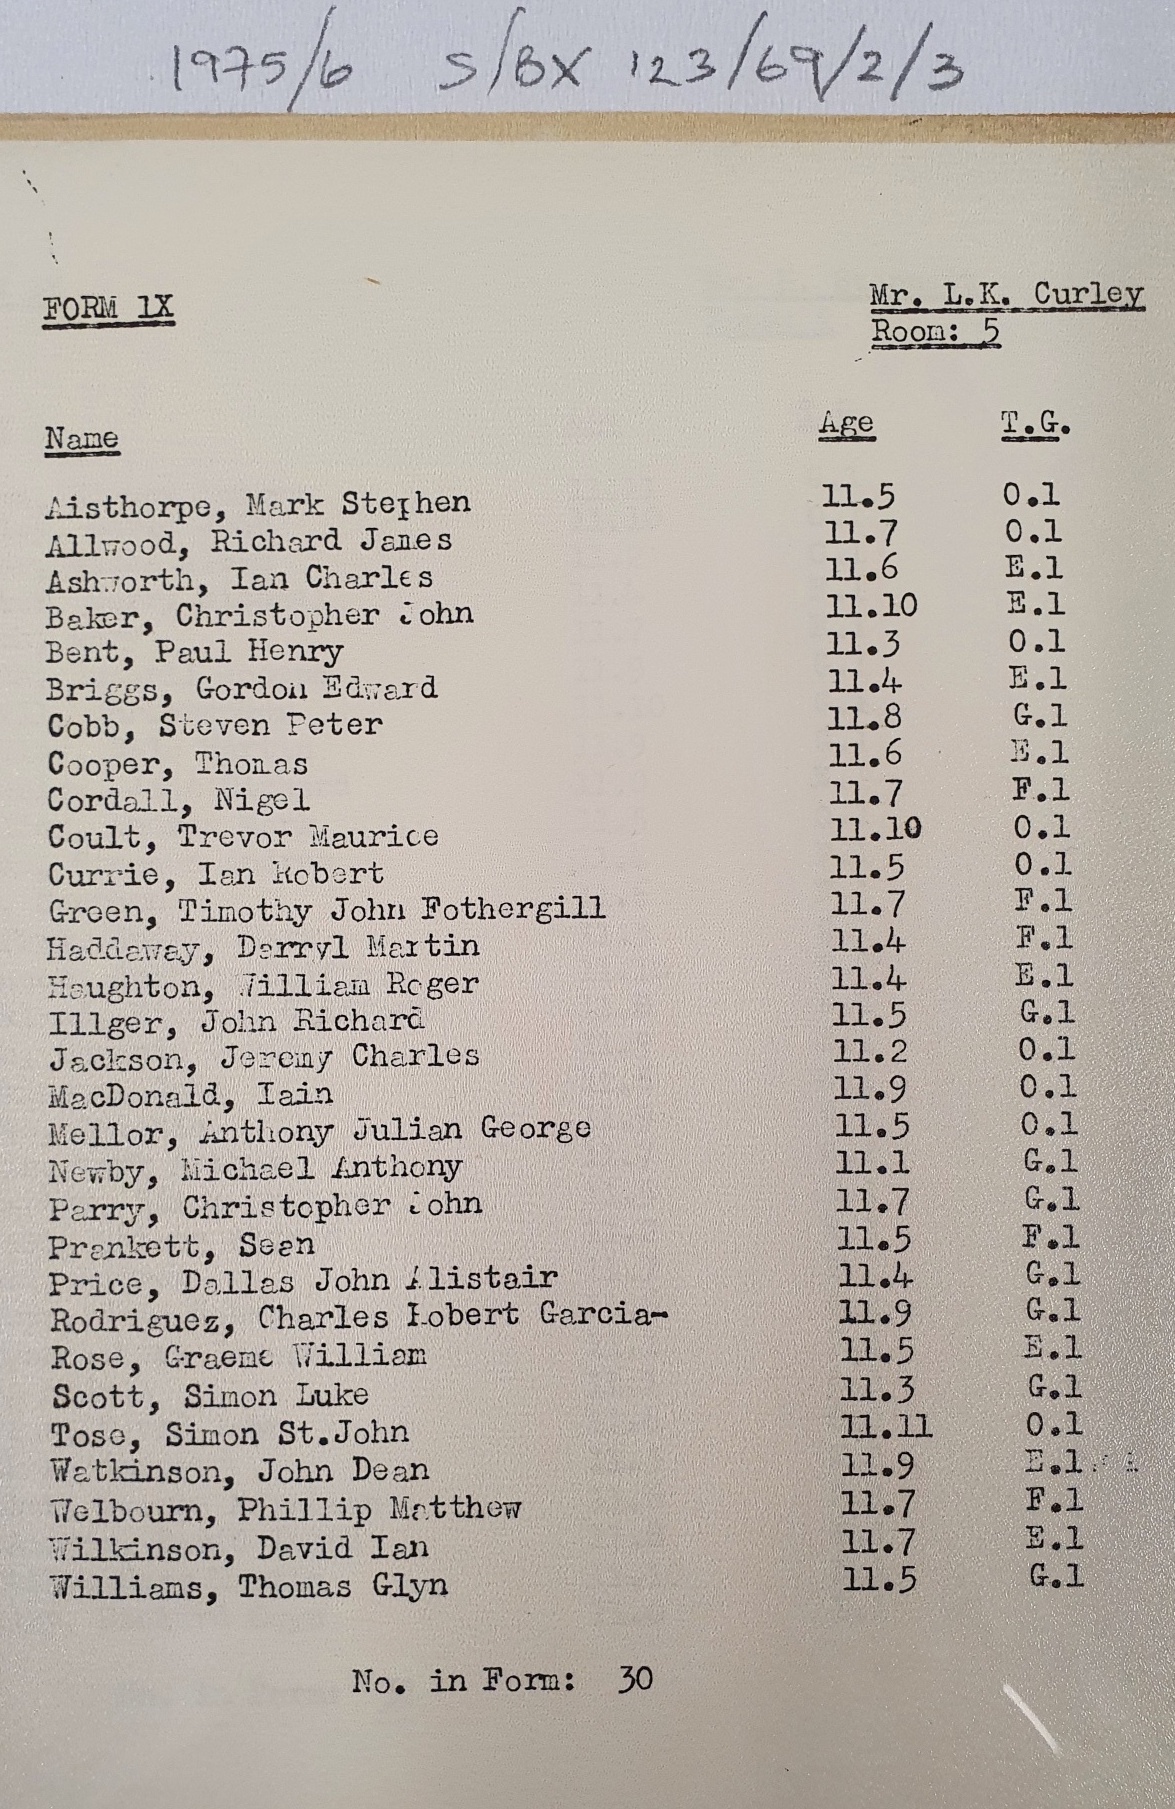 1975/6 S/BX 123/69/2/3
FORM 1X
Mr. L.K. Curley
Room: 5
Name Age T.G.
Aisthorpe, Mark Stephen 11.5 O.1
Allwood, Richard James 11.7 O.1
Ashworth, Ian Charles 11.6 E.1
Baker, Christopher John 11.10 E.1
Bent, Paul Henry 11.3 O.1
Briggs, Gordon Edward 11.4 E.1
Cobb, Steven Peter 11.8 G.1
Cooper, Thomas 11.6 E.1
Cordall, Nigel 11.7 F.1
Coult, Trevor Maurice 11.10 O.1
Currie, Ian Robert 11.5 O.1
Green, Timothy John Fothergill 11.7 F.1
Haddaway, Darryl Martin 11.4 F.1
Haughton, William Roger 11.4 E.1
Illger, John Richard 11.5 G.1
Jackson, Jeremy Charles 11.2 O.1
MacDonald, Iain 11.9 O.1
Mellor, Anthony Julian George 11.5 O.1
Newby, Michael Anthony 11.1 G.1
Parry, Christopher John 11.7 G.1
Prankett, Sean 11.5 F.1
Price, Dallas John Alistair 11.4 G.1
Rodriguez, Charles Robert Garcia- 11.9 G.1
Rose, Graeme William 11.5 E.1
Scott, Simon Luke 11.3 G.1
Tose, Simon St.John 11.11 O.1
Watkinson, John Dean 11.9 E.1
Welbourn, Phillip Matthew 11.7 F.1
Wilkinson, David Ian 11.7 E.1
Williams, Thomas Glyn 11.5 G.1
No. in Form: 30